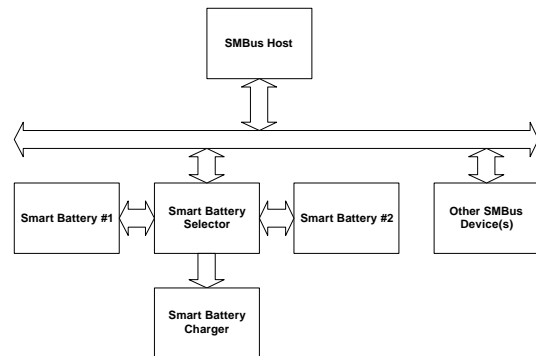 SMBus Host
Smart Battery #1
Smart Battery
Selector
Smart Battery #2
Other SMBus
Device(s)
Smart Battery
Charger